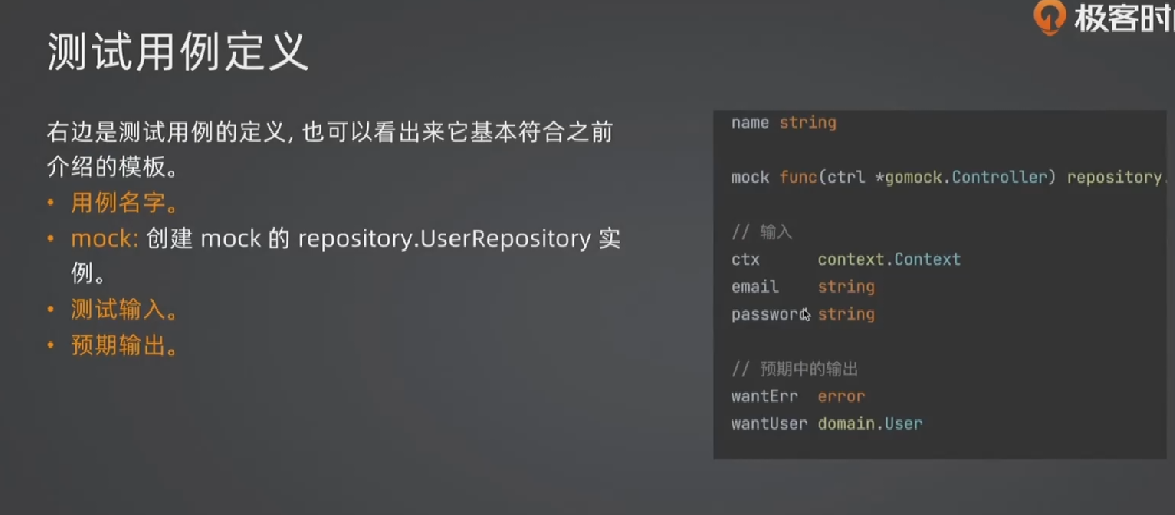 极客时
测试用例定义
右边是测试用例的定义, 也可以看出来它基本符合之前
介绍的模板。
• 用例名字。
• mock: 创建 mock 的 repository.UserRepository 实
例。
• 测试输入。
• 预期输出。
name string
mock func(ctrl *gomock.Controller) repository.
// 输入
ctx context.Context
email string
password string
// 预期中的输出
wantErr error
wantUser domain.User